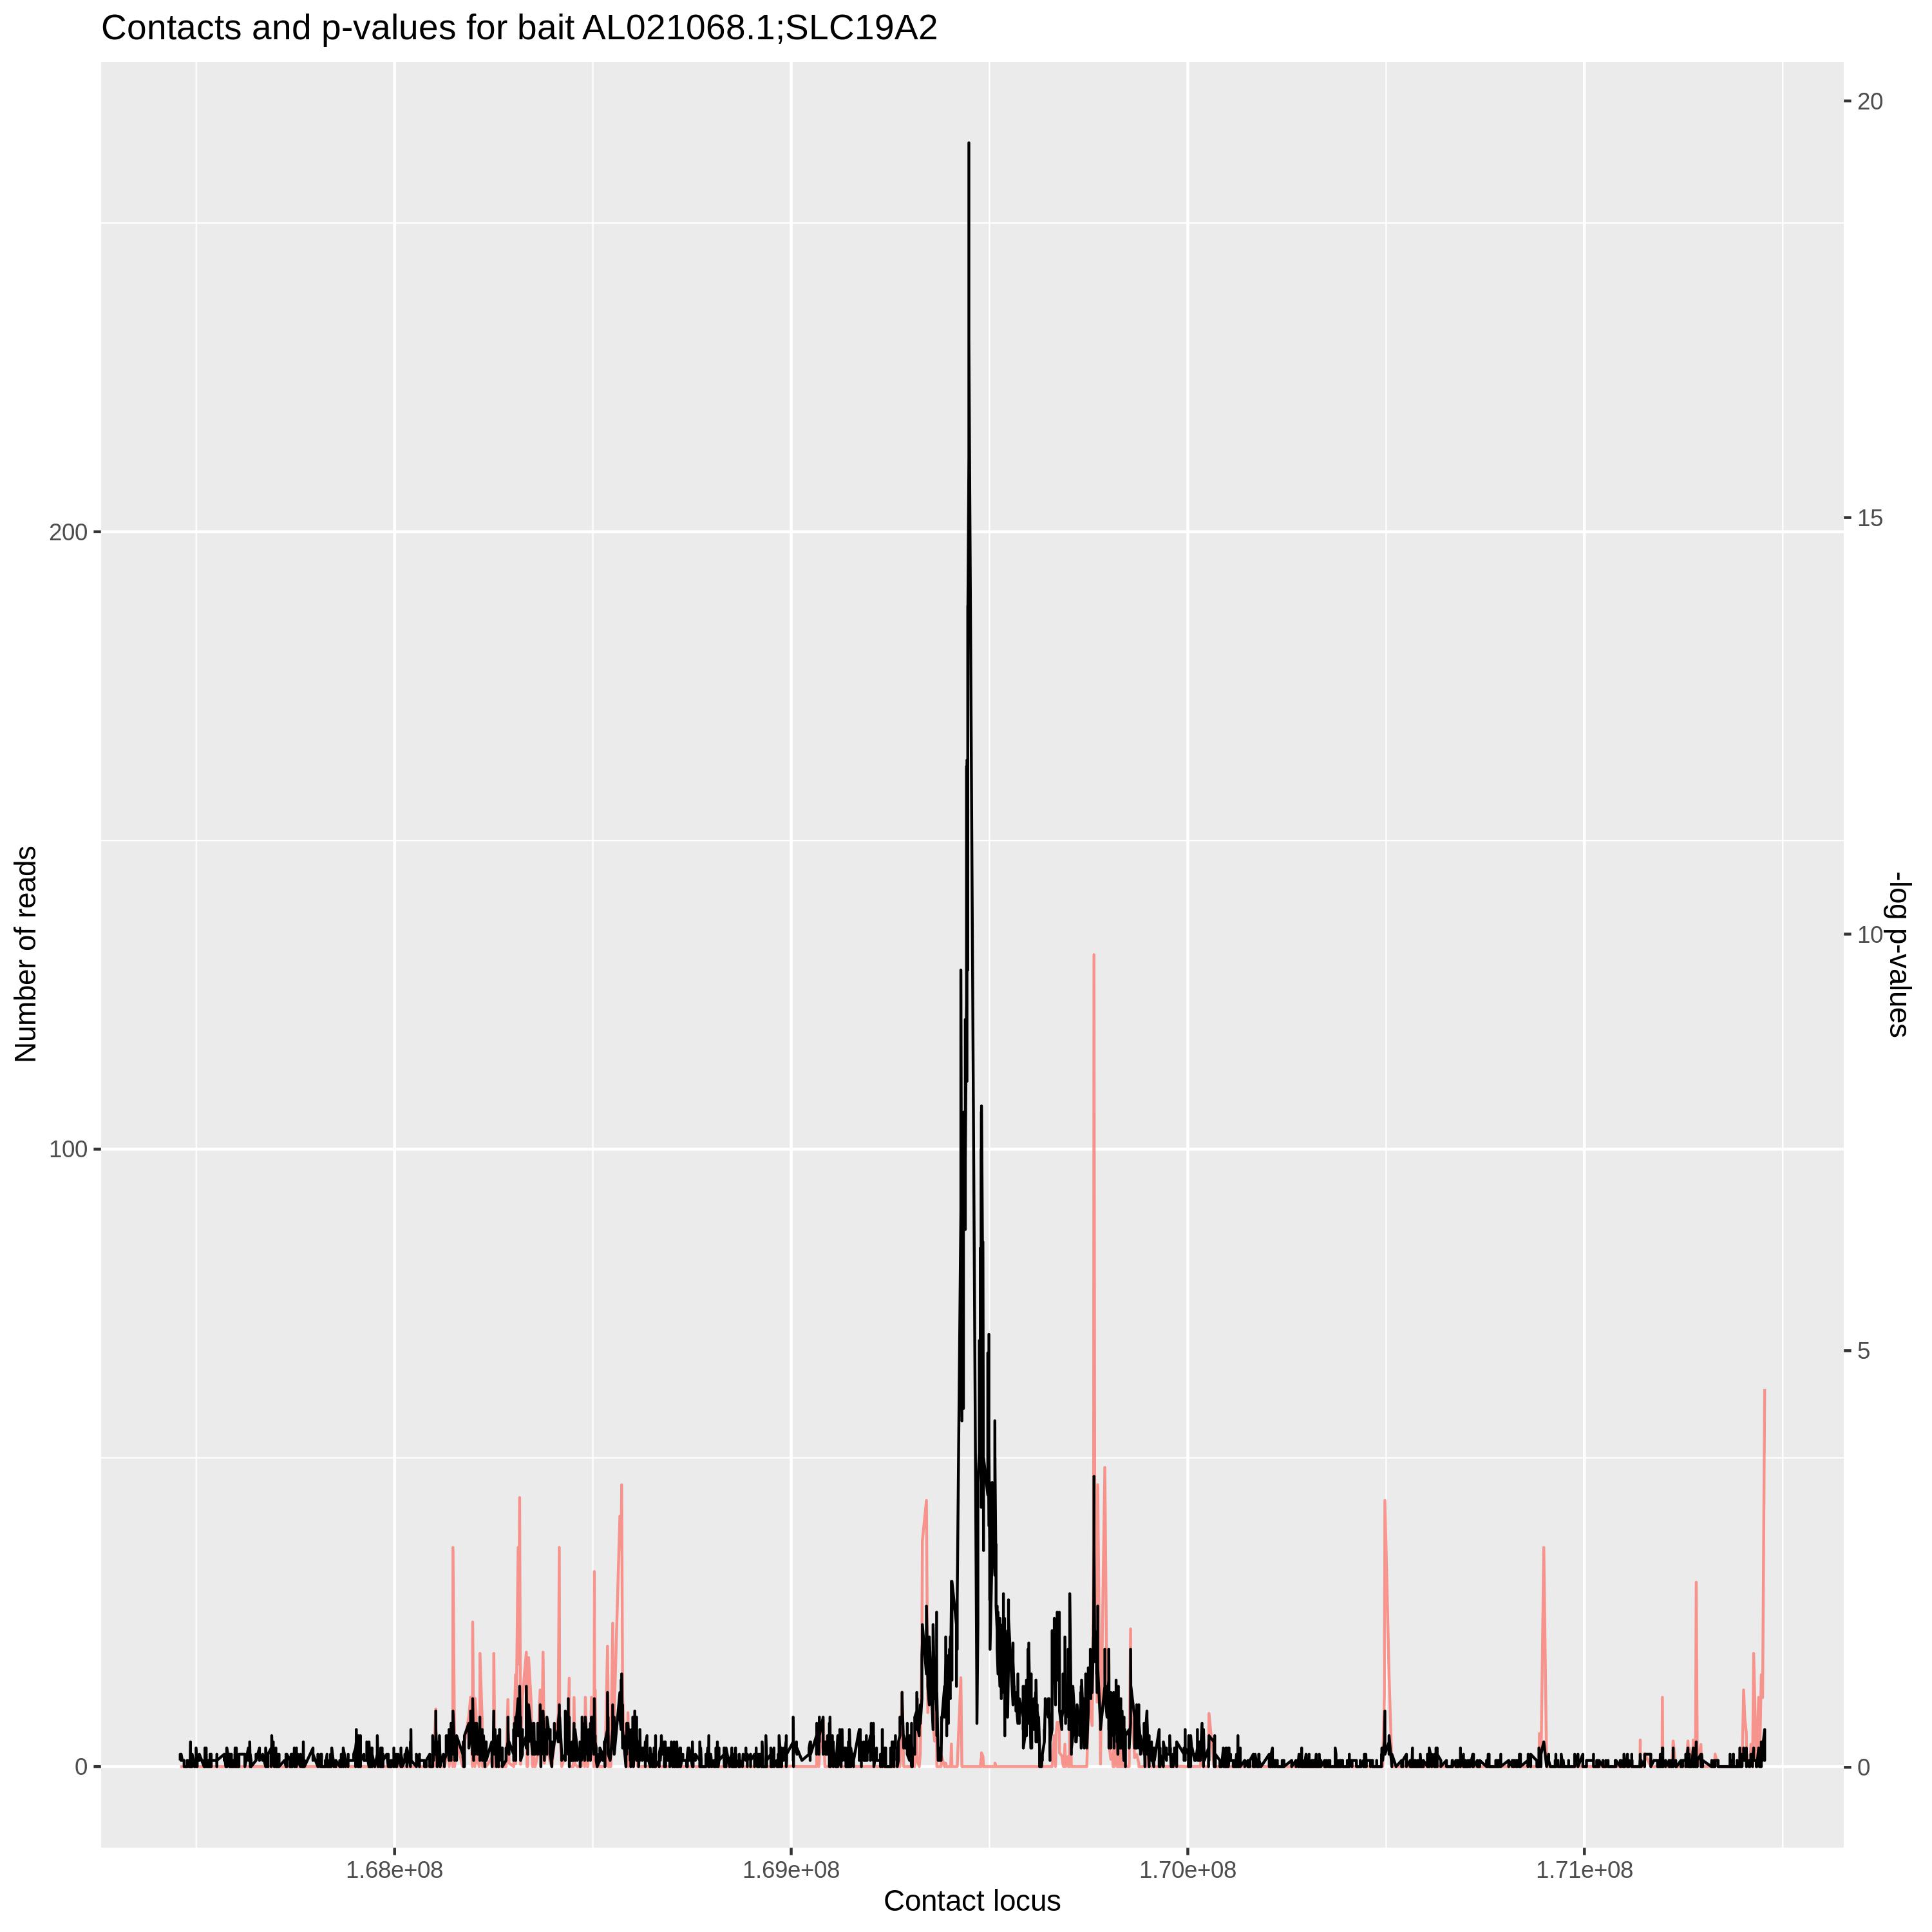 Contacts and p-values for bait AL021068.1;SLC19A2
Number of reads
200
100
0
20
15
10
5
0
-log p-values
1.68e+08 1.69e+08 1.70e+08 1.71e+08
Contact locus